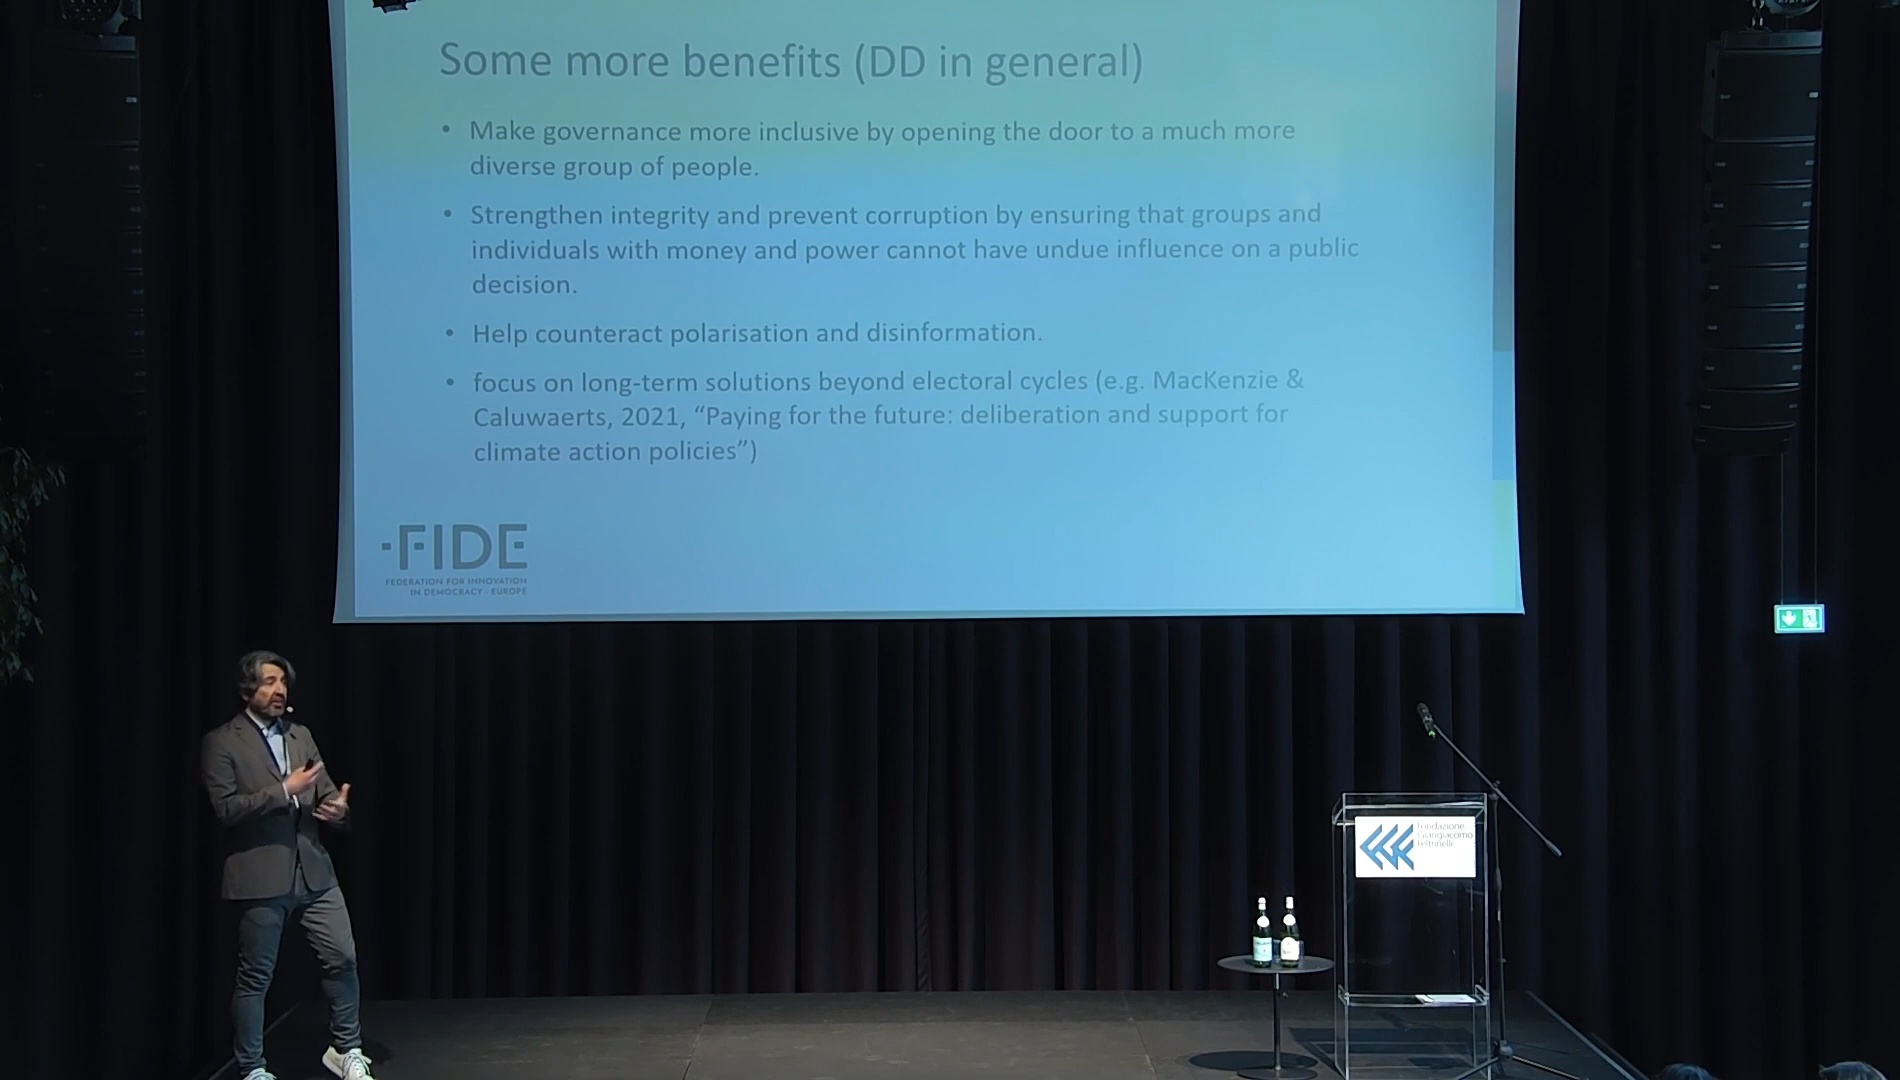 Some more benefits (DD in general)
• Make governance more inclusive by opening the door to a much more
diverse group of people.
• Strengthen integrity and prevent corruption by ensuring that groups and
individuals with money and power cannot have undue influence on a public
decision.
• Help counteract polarisation and disinformation.
• focus on long-term solutions beyond electoral cycles (e.g. MacKenzie &
Caluwaerts, 2021, “Paying for the future: deliberation and support for
climate action policies”)
FIDE
FEDERATION FOR INNOVATION
IN DEMOCRACY - EUROPE
Fondazione
Giangiacomo
Feltrinelli